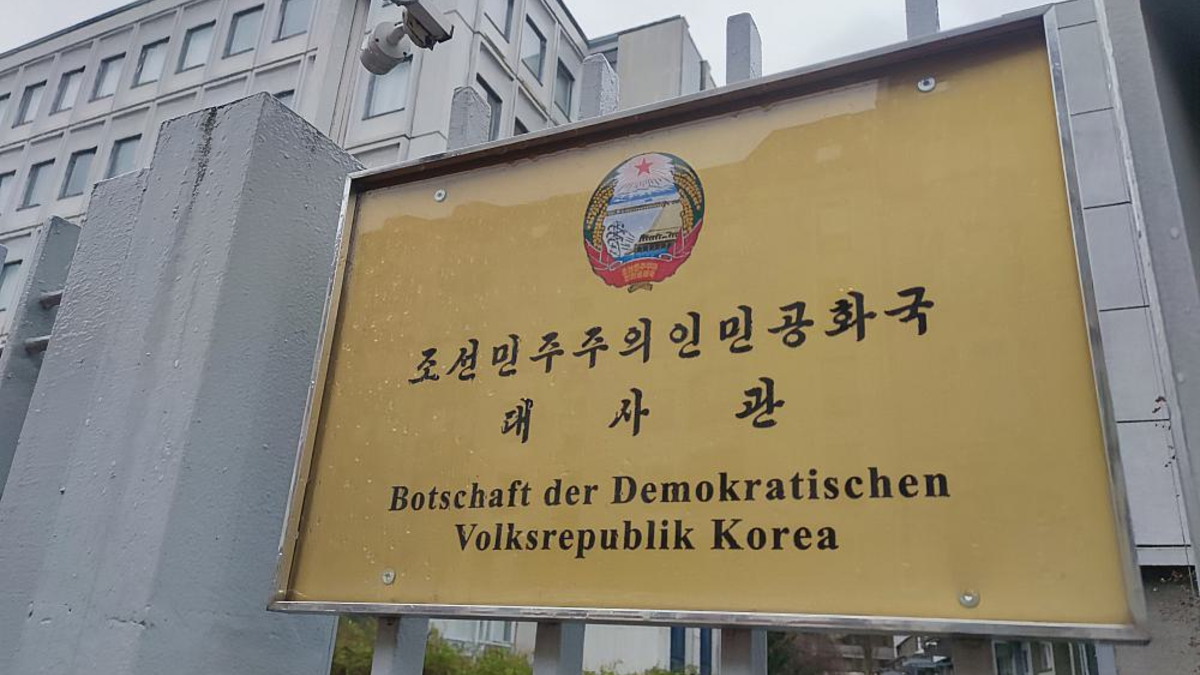 조선민주주의인민공화국
대 사 관
Botschaft der Demokratischen
Volksrepublik Korea